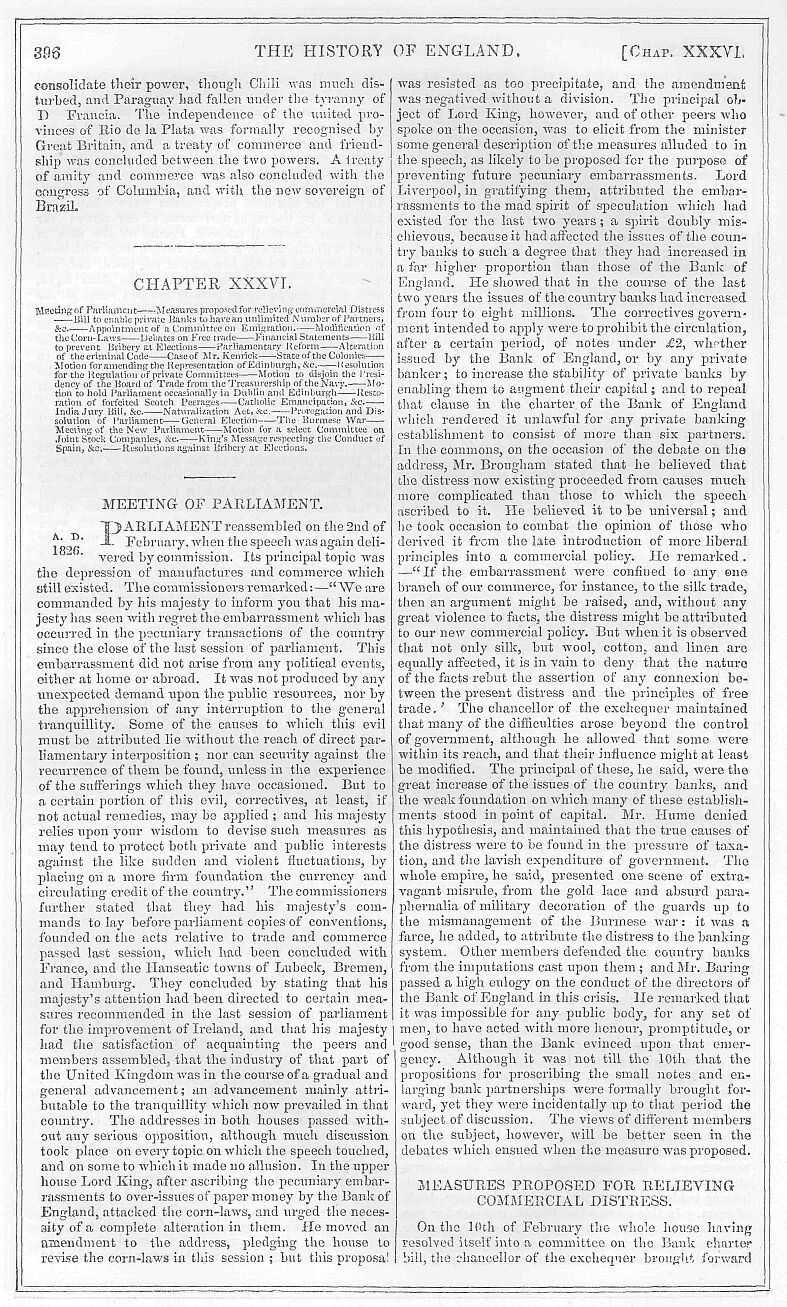 396 THE HISTORY OF ENGLAND. [CHAP. XXXVI.
consolidate their power, though Chili was much dis-
turbed, and Paraguay had fallen under the tyranny of
D Francia. The independence of the united pro-
vinces of Rio de la Plata was formally recognised by
Great Britain, and a treaty of commerce and friend-
ship was concluded between the two powers. A treaty
of amity and commerce was also concluded with the
congress of Columbia, and with the new sovereign of
Brazil.
CHAPTER XXXVI.
Meeting of Parliament——Measures proposed for relieving commercial Distress
——Bill to enable private Banks to have an unlimited Number of Partners,
&c.——Appointment of a Committee on Emigration.——Modification of
the Corn-Laws——Debates on Free trade——Financial Statements——Bill
to prevent Bribery at Elections——Parliamentary Reform——Alteration
of the criminal Code——Case of Mr. Kenrick——State of the Colonies——
Motion for amending the Representation of Edinburgh, &c.——Resolution
for the Regulation of private Committees——Motion to disjoin the Presi-
dency of the Board of Trade from the Treasurership of the Navy.——Mo-
tion to hold Parliament occasionally in Dublin and Edinburgh——Resto-
ration of forfeited Scotch Peerages——Catholic Emancipation, &c.——
India Jury Bill, &c.——Naturalization Act, &c.——Prorogation and Dis-
solution of Parliament——General Election——The Burmese War——
Meeting of the New Parliament——Motion for a select Committee on
Joint Stock Companies, &c.——King's Message respecting the Conduct of
Spain, &c.——Resolutions against Bribery at Elections.
MEETING OF PARLIAMENT.
A. D. 1826.
PARLIAMENT reassembled on the 2nd of
February, when the speech was again deli-
vered by commission. Its principal topic was
the depression of manufactures and commerce which
still existed. The commissioners remarked:—"We are
commanded by his majesty to inform you that his ma-
jesty has seen with regret the embarrassment which has
occurred in the pecuniary transactions of the country
since the close of the last session of parliament. This
embarrassment did not arise from any political events,
either at home or abroad. It was not produced by any
unexpected demand upon the public resources, nor by
the apprehension of any interruption to the general
tranquillity. Some of the causes to which this evil
must be attributed lie without the reach of direct par-
liamentary interposition ; nor can security against the
recurrence of them be found, unless in the experience
of the sufferings which they have occasioned. But to
a certain portion of this evil, correctives, at least, if
not actual remedies, may be applied ; and his majesty
relies upon your wisdom to devise such measures as
may tend to protect both private and public interests
against the like sudden and violent fluctuations, by
placing on a more firm foundation the currency and
circulating credit of the country." The commissioners
further stated that they had his majesty's com-
mands to lay before parliament copies of conventions,
founded on the acts relative to trade and commerce
passed last session, which had been concluded with
France, and the Hanseatic towns of Lubeck, Bremen,
and Hamburg. They concluded by stating that his
majesty's attention had been directed to certain mea-
sures recommended in the last session of parliament
for the improvement of Ireland, and that his majesty
had the satisfaction of acquainting the peers and
members assembled, that the industry of that part of
the United Kingdom was in the course of a gradual and
general advancement; an advancement mainly attri-
butable to the tranquillity which now prevailed in that
country. The addresses in both houses passed with-
out any serious opposition, although much discussion
took place on every topic on which the speech touched,
and on some to which it made no allusion. In the upper
house Lord King, after ascribing the pecuniary embar-
rassments to over-issues of paper money by the Bank of
England, attacked the corn-laws, and urged the neces-
sity of a complete alteration in them. He moved an
amendment to the address, pledging the house to
revise the corn-laws in this session ; but this proposal
was resisted as too precipitate, and the amendment
was negatived without a division. The principal ob-
ject of Lord King, however, and of other peers who
spoke on the occasion, was to elicit from the minister
some general description of the measures alluded to in
the speech, as likely to be proposed for the purpose of
preventing future pecuniary embarrassments. Lord
Liverpool, in gratifying them, attributed the embar-
rassments to the mad spirit of speculation which had
existed for the last two years ; a spirit doubly mis-
chievous, because it had affected the issues of the coun-
try banks to such a degree that they had increased in
a far higher proportion than those of the Bank of
England. He showed that in the course of the last
two years the issues of the country banks had increased
from four to eight millions. The correctives govern-
ment intended to apply were to prohibit the circulation,
after a certain period, of notes under £2, whether
issued by the Bank of England, or by any private
banker ; to increase the stability of private banks by
enabling them to augment their capital ; and to repeal
that clause in the charter of the Bank of England
which rendered it unlawful for any private banking
establishment to consist of more than six partners.
In the commons, on the occasion of the debate on the
address, Mr. Brougham stated that he believed that
the distress now existing proceeded from causes much
more complicated than those to which the speech
ascribed to it. He believed it to be universal ; and
he took occasion to combat the opinion of those who
derived it from the late introduction of more liberal
principles into a commercial policy. He remarked.
—"If the embarrassment were confined to any one
branch of our commerce, for instance, to the silk trade,
then an argument might be raised, and, without any
great violence to facts, the distress might be attributed
to our new commercial policy. But when it is observed
that not only silk, but wool, cotton, and linen are
equally affected, it is in vain to deny that the nature
of the facts rebut the assertion of any connexion be-
tween the present distress and the principles of free
trade.' The chancellor of the exchequer maintained
that many of the difficulties arose beyond the control
of government, although he allowed that some were
within its reach, and that their influence might at least
be modified. The principal of these, he said, were the
great increase of the issues of the country banks, and
the weak foundation on which many of these establish-
ments stood in point of capital. Mr. Hume denied
this hypothesis, and maintained that the true causes of
the distress were to be found in the pressure of taxa-
tion, and the lavish expenditure of government. The
whole empire, he said, presented one scene of extra-
vagant misrule, from the gold lace and absurd para-
phernalia of military decoration of the guards up to
the mismanagement of the Burmese war: it was a
farce, he added, to attribute the distress to the banking
system. Other members defended the country banks
from the imputations cast upon them ; and Mr. Baring
passed a high eulogy on the conduct of the directors of
the Bank of England in this crisis. He remarked that
it was impossible for any public body, for any set of
men, to have acted with more honour, promptitude, or
good sense, than the Bank evinced upon that emer-
gency. Although it was not till the 10th that the
propositions for proscribing the small notes and en-
larging bank partnerships were formally brought for-
ward, yet they were incidentally up to that period the
subject of discussion. The views of different members
on the subject, however, will be better seen in the
debates which ensued when the measure was proposed.
MEASURES PROPOSED FOR RELIEVING
COMMERCIAL DISTRESS.
On the 10th of February the whole house having
resolved itself into a committee on the Bank charter
bill, the chancellor of the exchequer brought forward